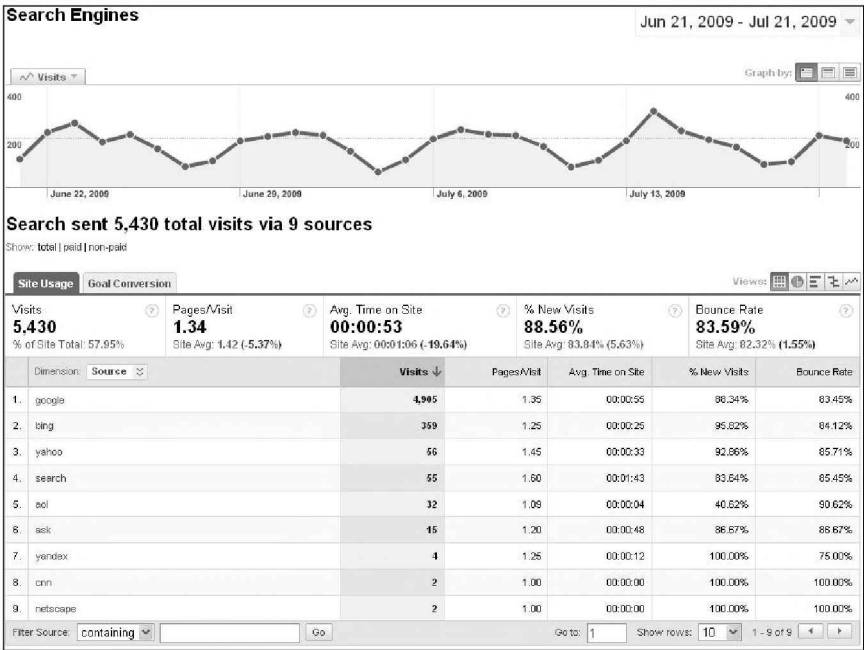 Search Engines
Jun 21, 2009 - Jul 21, 2009
Visits
Graph by:
400 400
200 200
June 22, 2009 June 29, 2009 July 6, 2009 July 13, 2009
Search sent 5,430 total visits via 9 sources
Show: total | paid | non-paid
Site Usage Goal Conversion Views:
Visits ? Pages/Visit ? Avg. Time on Site ? % New Visits ? Bounce Rate ?
5,430 1.34 00:00:53 88.56% 83.59%
% of Site Total: 57.95% Site Avg: 1.42 (-5.37%) Site Avg: 00:01:06 (-19.64%) Site Avg: 83.84% (5.63%) Site Avg: 82.32% (1.55%)
Dimension: Source Visits Pages/Visit Avg. Time on Site % New Visits Bounce Rate
1. google 4,905 1.35 00:00:55 88.34% 83.45%
2. bing 359 1.25 00:00:25 95.82% 84.12%
3. yahoo 56 1.45 00:00:33 92.86% 85.71%
4. search 55 1.60 00:01:43 83.64% 85.45%
5. aol 32 1.09 00:00:04 40.62% 90.62%
6. ask 15 1.20 00:00:48 86.67% 86.67%
7. yandex 4 1.25 00:00:12 100.00% 75.00%
8. cnn 2 1.00 00:00:00 100.00% 100.00%
9. netscape 2 1.00 00:00:00 100.00% 100.00%
Filter Source: containing Go Go to: 1 Show rows: 10 1 - 9 of 9